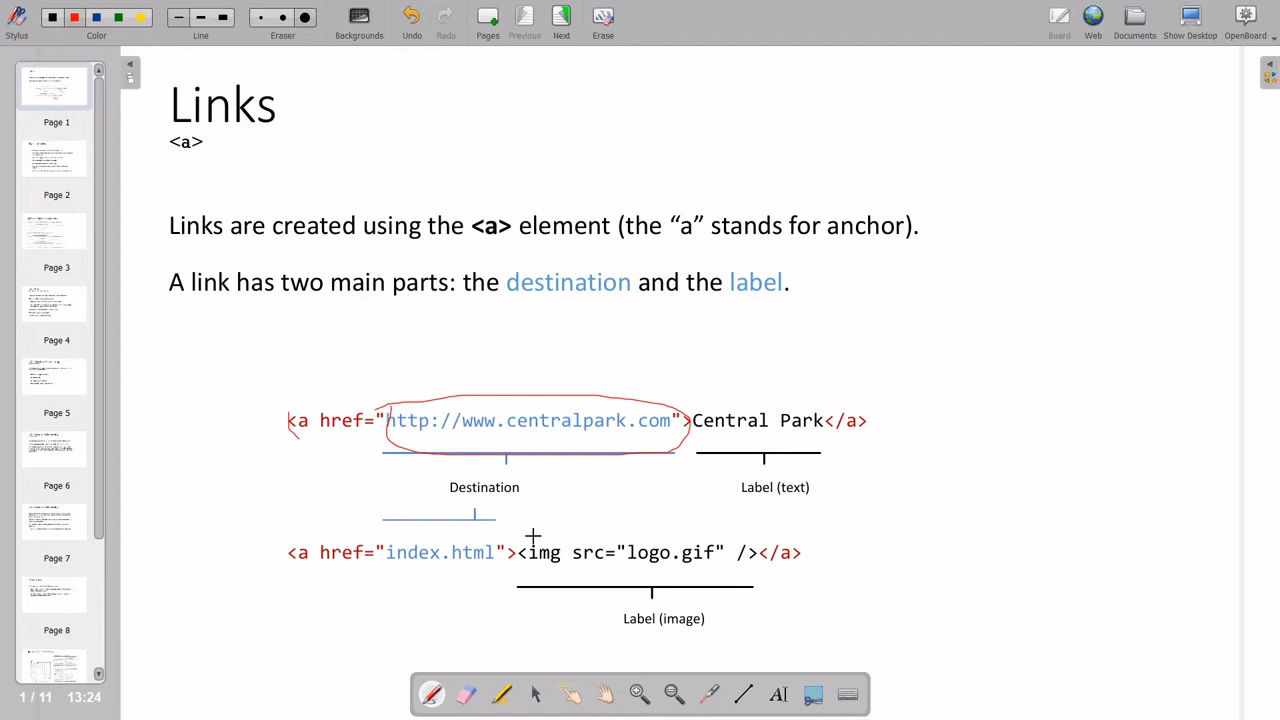 Stylus Color Line Eraser Backgrounds Undo Redo Pages Previous Next Erase Board Web Documents Show Desktop OpenBoard
Page 1
Page 2
Page 3
Page 4
Page 5
Page 6
Page 7
Page 8
1 / 11 13:24
Links
<a>
Links are created using the <a> element (the “a” stands for anchor).
A link has two main parts: the destination and the label.
<a href="http://www.centralpark.com">Central Park</a>
Destination Label (text)
<a href="index.html"><img src="logo.gif" /></a>
Label (image)